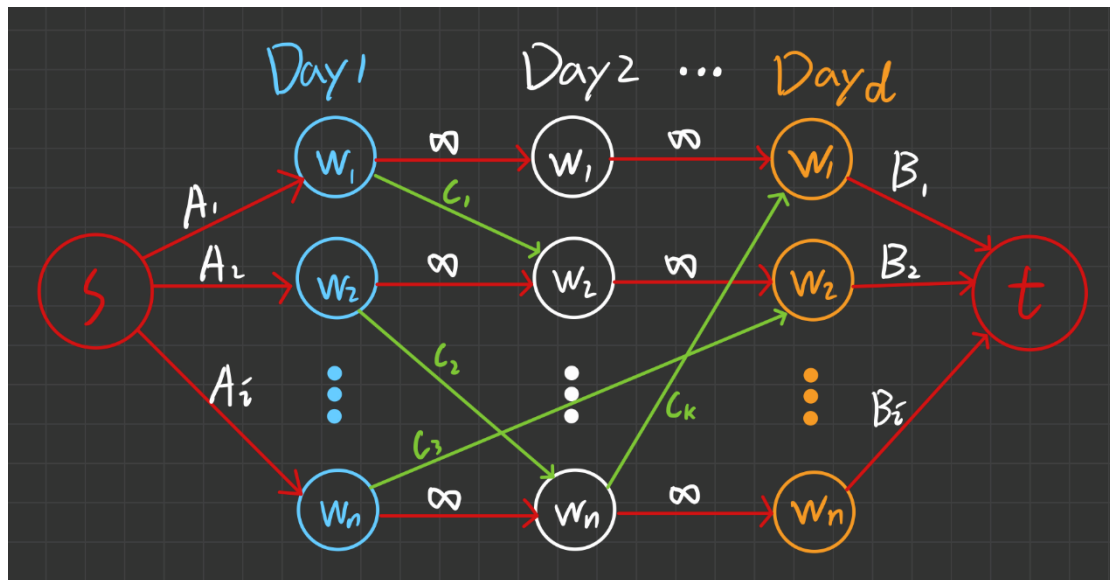 Day1 Day2 ... Day d
W₁ ∞ W₁ ∞ W₁
A₁ C₁ B₁
A₂ W₂ ∞ W₂ ∞ W₂ B₂
S t
Aᵢ C₂ Bᵢ
C₃ Cₖ
Wₙ ∞ Wₙ ∞ Wₙ